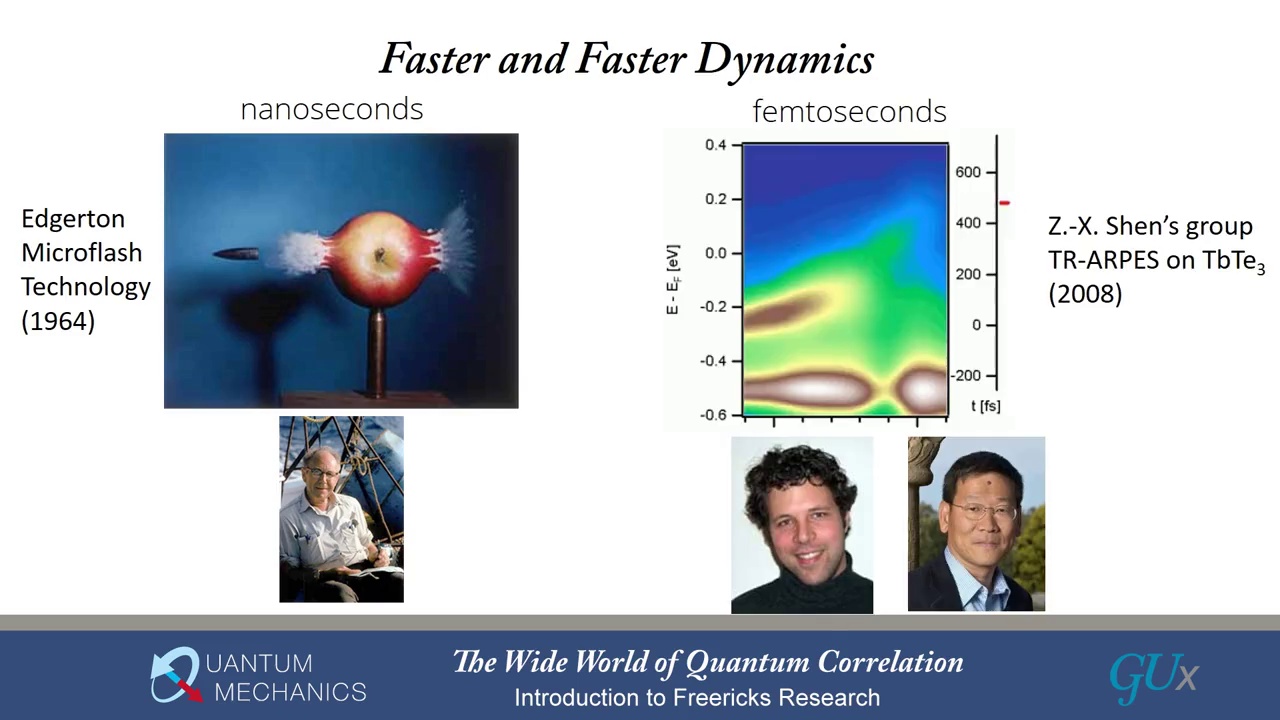 Faster and Faster Dynamics
nanoseconds
femtoseconds
Edgerton
Microflash
Technology
(1964)
0.4
0.2
0.0
-0.2
-0.4
-0.6
E - E_F [eV]
600
400
200
0
-200
t [fs]
Z.-X. Shen’s group
TR-ARPES on TbTe₃
(2008)
QUANTUM
MECHANICS
The Wide World of Quantum Correlation
Introduction to Freericks Research
GUx